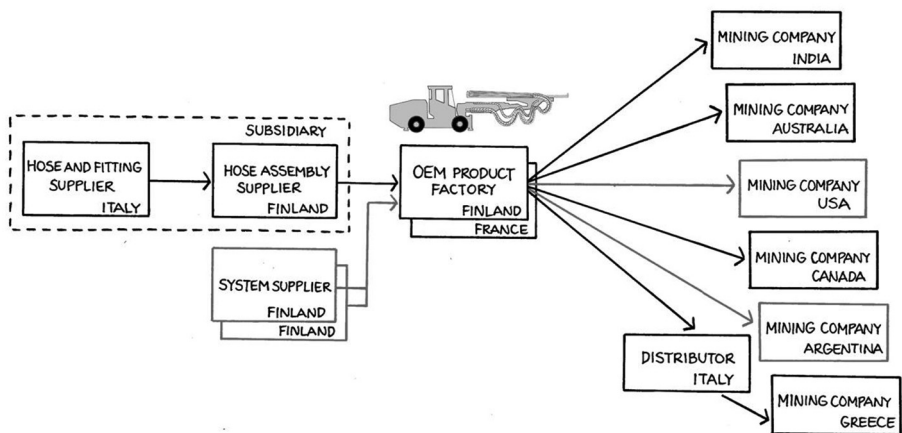 SUBSIDIARY
HOSE AND FITTING
SUPPLIER
ITALY
HOSE ASSEMBLY
SUPPLIER
FINLAND
SYSTEM SUPPLIER
FINLAND
FINLAND
OEM PRODUCT
FACTORY
FINLAND
FRANCE
MINING COMPANY
INDIA
MINING COMPANY
AUSTRALIA
MINING COMPANY
USA
MINING COMPANY
CANADA
MINING COMPANY
ARGENTINA
DISTRIBUTOR
ITALY
MINING COMPANY
GREECE